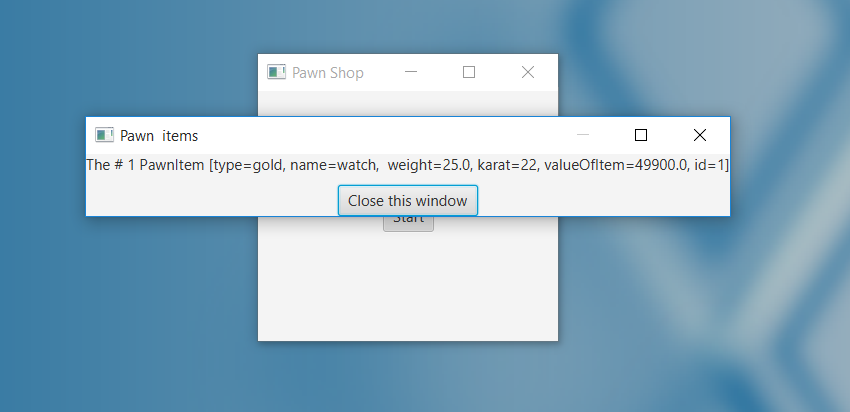 Pawn Shop
Pawn  items
The # 1 PawnItem [type=gold, name=watch,  weight=25.0, karat=22, valueOfItem=49900.0, id=1]
Close this window
Start